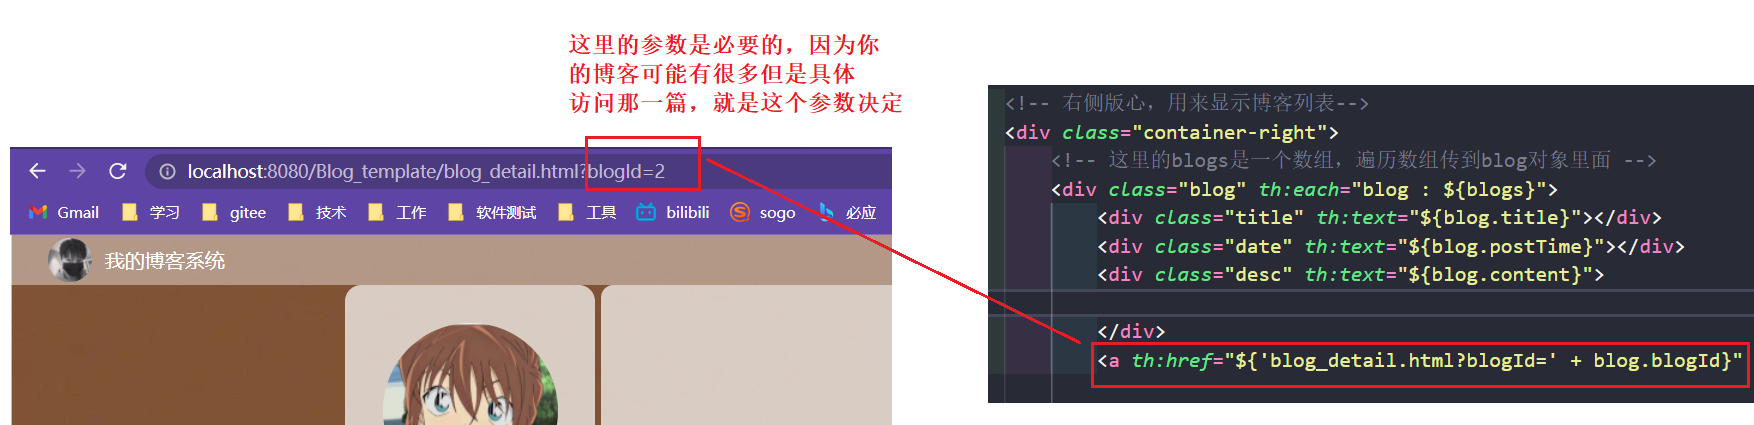 这里的参数是必要的，因为你
的博客可能有很多但是具体
访问那一篇，就是这个参数决定
localhost:8080/Blog_template/blog_detail.html?blogId=2
Gmail 学习 gitee 技术 工作 软件测试 工具 bilibili sogo 必应
我的博客系统
<!-- 右侧版心，用来显示博客列表-->
<div class="container-right">
<!-- 这里的blogs是一个数组，遍历数组传到blog对象里面 -->
<div class="blog" th:each="blog : ${blogs}">
<div class="title" th:text="${blog.title}"></div>
<div class="date" th:text="${blog.postTime}"></div>
<div class="desc" th:text="${blog.content}">
</div>
<a th:href="${'blog_detail.html?blogId=' + blog.blogId}"